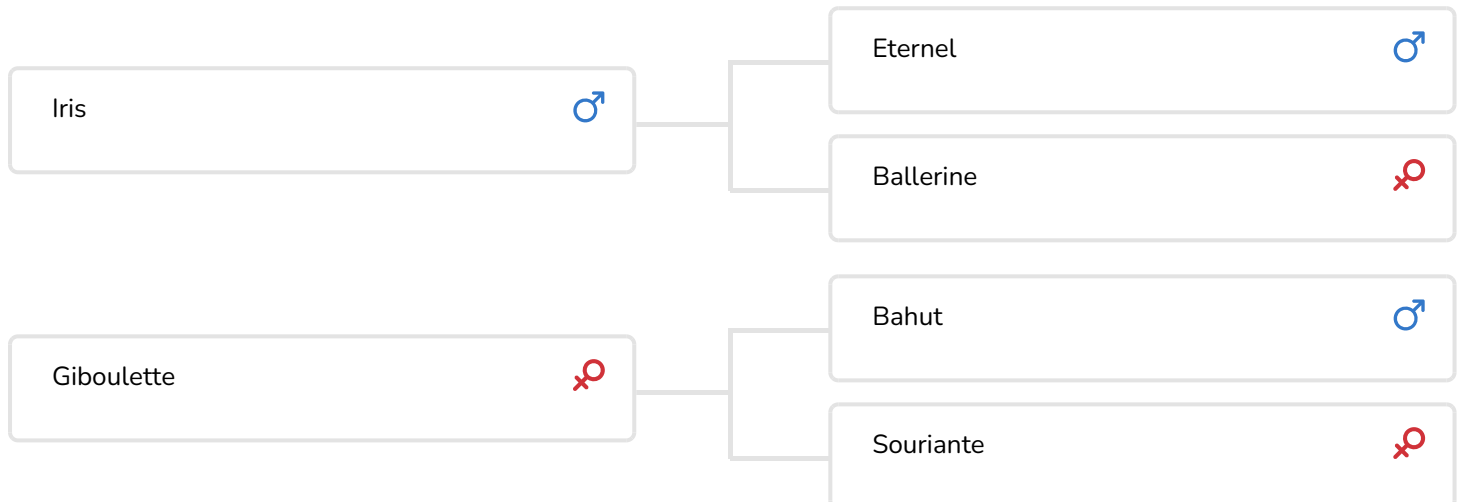 Eternel
Iris
Ballerine
Bahut
Giboulette
Souriante